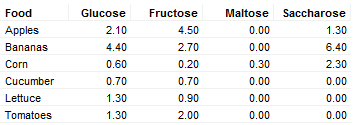 Food Glucose Fructose Maltose Saccharose
Apples 2.10 4.50 0.00 1.30
Bananas 4.40 2.70 0.00 6.40
Corn 0.60 0.20 0.30 2.30
Cucumber 0.70 0.70 0.00 0.00
Lettuce 1.30 0.90 0.00 0.00
Tomatoes 1.30 2.00 0.00 0.00